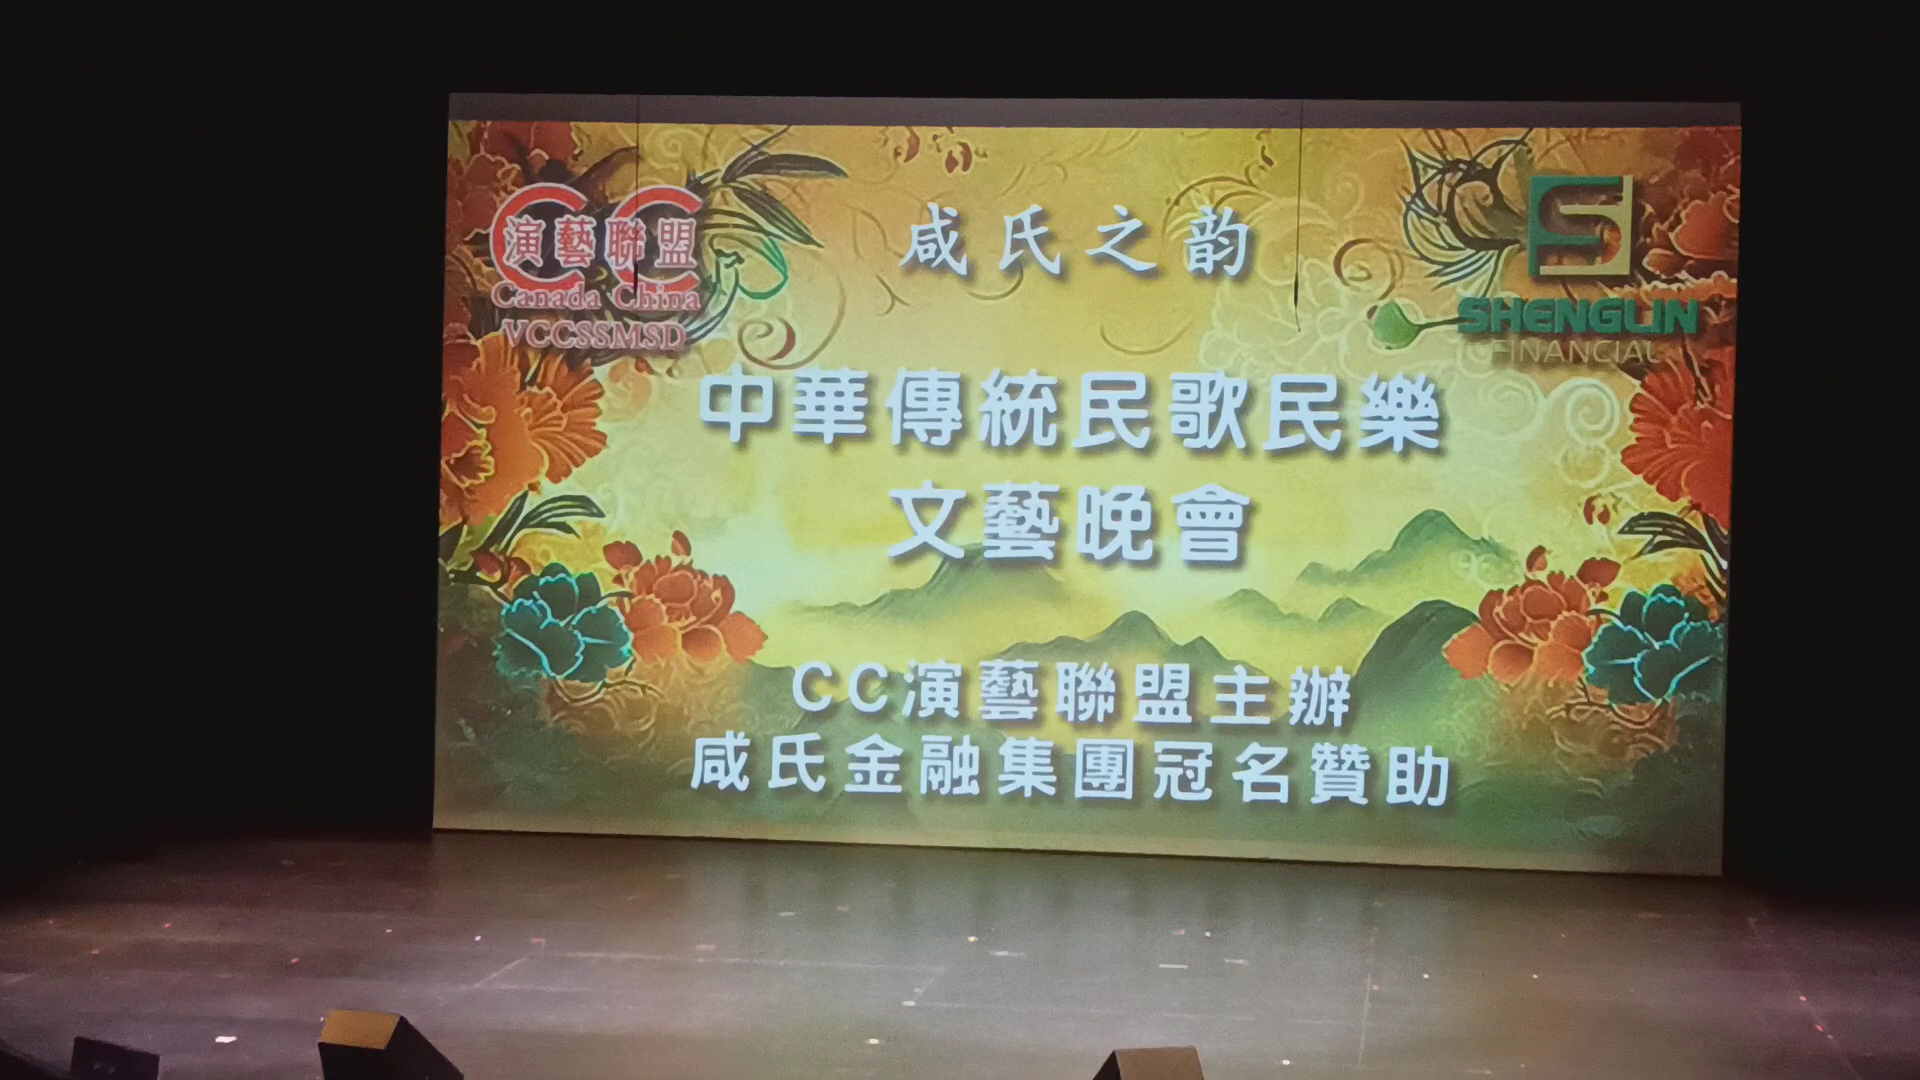 演藝聯盟
Canada China
VCCSSMSD
咸氏之韵
SHENGLIN
FINANCIAL
中華傳統民歌民樂
文藝晚會
CC演藝聯盟主辦
咸氏金融集團冠名贊助